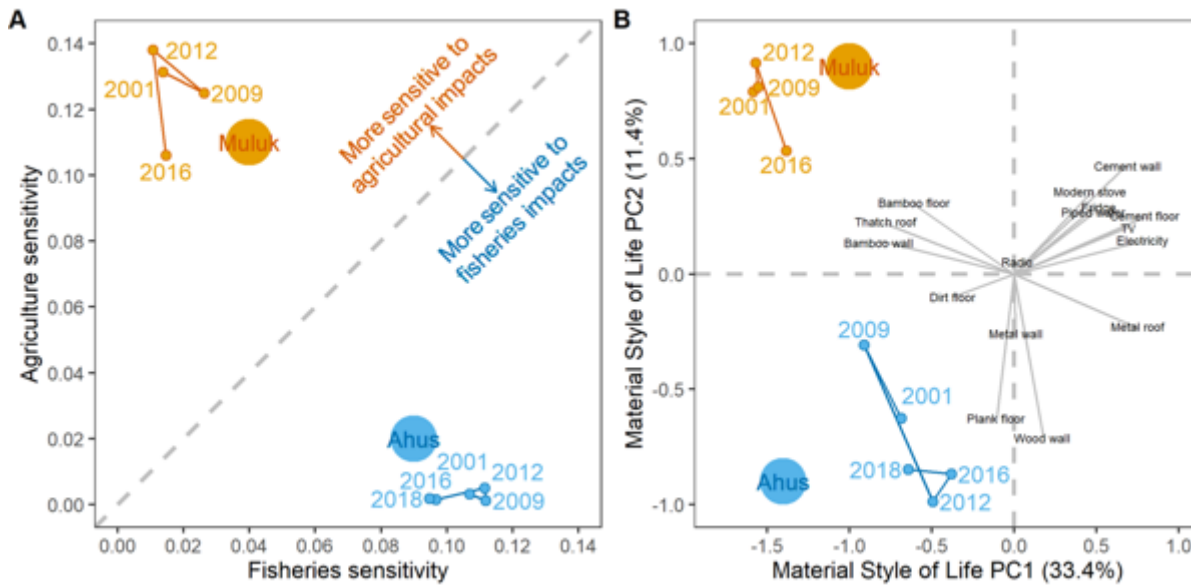 A
0.14
0.12
0.10
0.08
0.06
0.04
0.02
0.00
Agriculture sensitivity
0.00
0.02
0.04
0.06
0.08
0.10
0.12
0.14
Fisheries sensitivity
2012
2001
2009
Muluk
2016
More sensitive to
agricultural impacts
More sensitive to
fisheries impacts
Ahus
2001
2016
2012
2018
2009
B
1.0
0.5
0.0
-0.5
-1.0
Material Style of Life PC2 (11.4%)
-1.5
-1.0
-0.5
0.0
0.5
1.0
Material Style of Life PC1 (33.4%)
2012
Muluk
2009
2001
2016
Cement wall
Modern stove
Bamboo floor
Fridge
Piped water
Cement floor
Thatch roof
TV
Bamboo wall
Electricity
Radio
Dirt floor
Metal roof
Metal wall
2009
2001
Plank floor
Wood wall
2018
2016
Ahus
2012